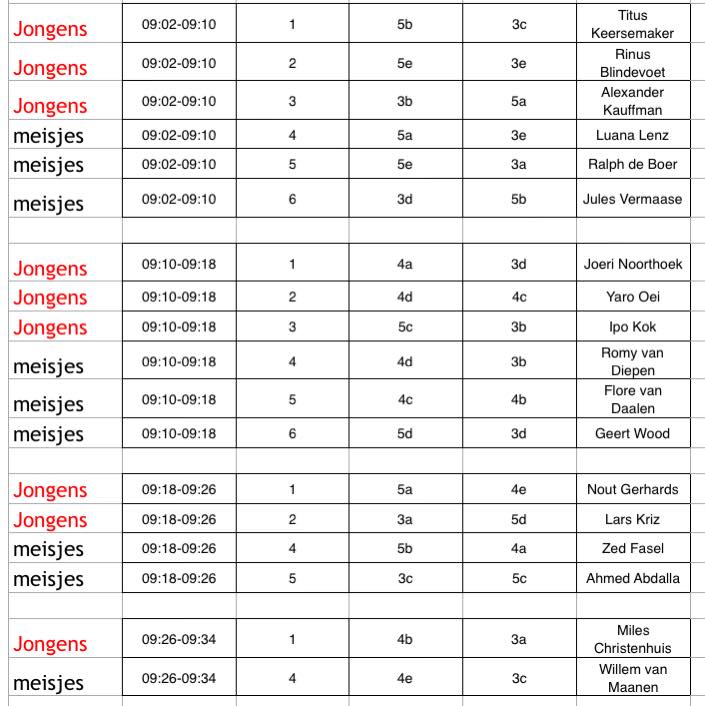 Jongens 09:02-09:10 1 5b 3c Titus Keersemaker
Jongens 09:02-09:10 2 5e 3e Rinus Blindevoet
Jongens 09:02-09:10 3 3b 5a Alexander Kauffman
meisjes 09:02-09:10 4 5a 3e Luana Lenz
meisjes 09:02-09:10 5 5e 3a Ralph de Boer
meisjes 09:02-09:10 6 3d 5b Jules Vermaase
Jongens 09:10-09:18 1 4a 3d Joeri Noorthoek
Jongens 09:10-09:18 2 4d 4c Yaro Oei
Jongens 09:10-09:18 3 5c 3b Ipo Kok
meisjes 09:10-09:18 4 4d 3b Romy van Diepen
meisjes 09:10-09:18 5 4c 4b Flore van Daalen
meisjes 09:10-09:18 6 5d 3d Geert Wood
Jongens 09:18-09:26 1 5a 4e Nout Gerhards
Jongens 09:18-09:26 2 3a 5d Lars Kriz
meisjes 09:18-09:26 4 5b 4a Zed Fasel
meisjes 09:18-09:26 5 3c 5c Ahmed Abdalla
Jongens 09:26-09:34 1 4b 3a Miles Christenhuis
meisjes 09:26-09:34 4 4e 3c Willem van Maanen